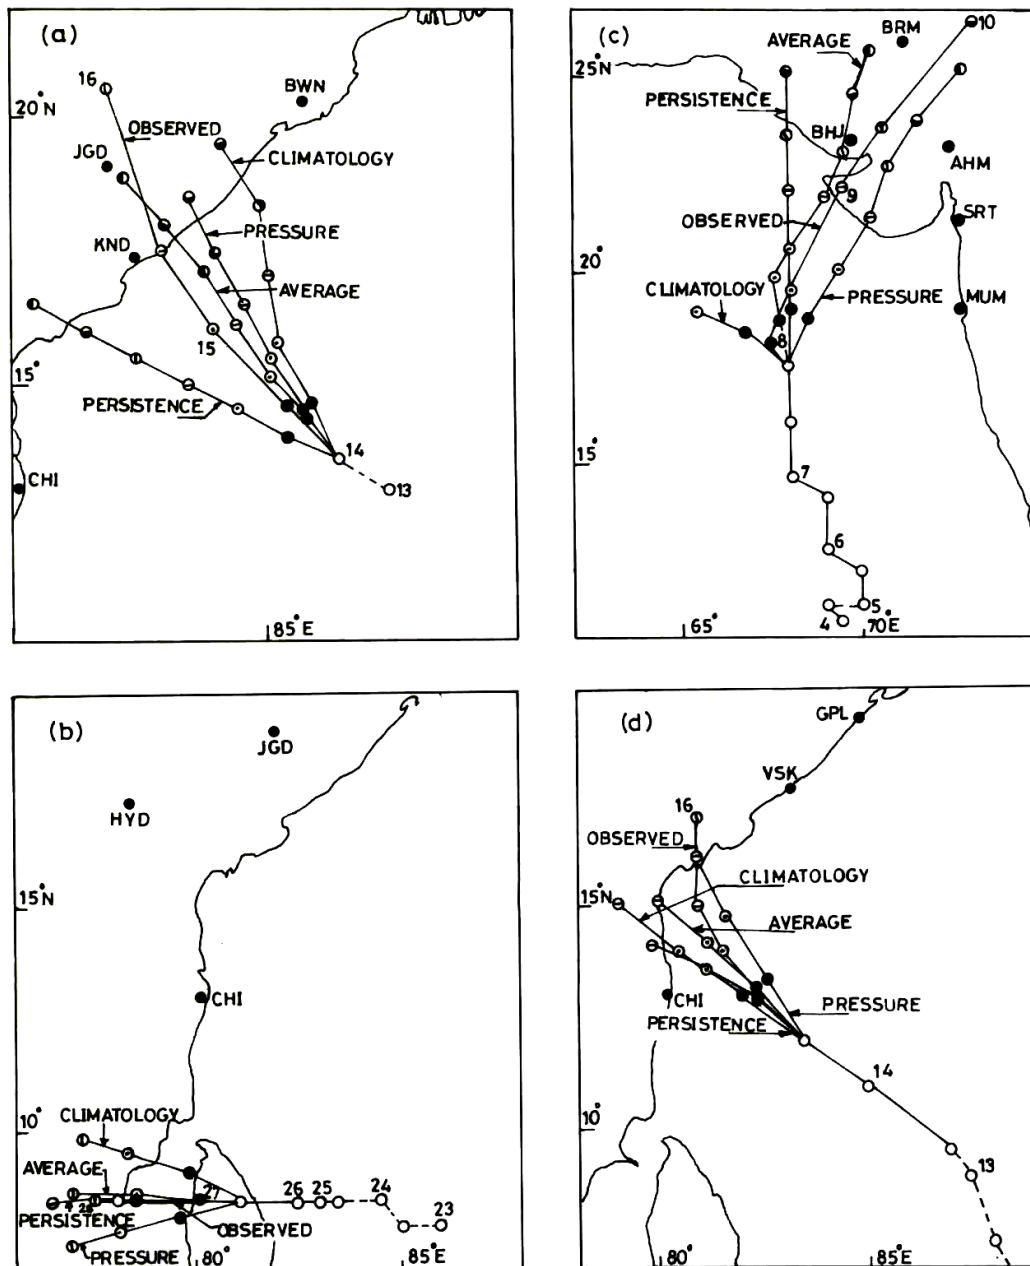 (a)
16
20°N
OBSERVED
BWN
JGD
CLIMATOLOGY
KND
PRESSURE
AVERAGE
15
15°
PERSISTENCE
14
CHI
13
85°E
(c)
BRM
10
AVERAGE
25°N
PERSISTENCE
BHJ
AHM
9
OBSERVED
SRT
20°
CLIMATOLOGY
PRESSURE
MUM
8
15°
7
6
5
4
65°
70°E
(b)
JGD
HYD
15°N
CHI
10°
CLIMATOLOGY
AVERAGE
27
26
25
24
23
28
PERSISTENCE
OBSERVED
PRESSURE
80°
85°E
(d)
GPL
VSK
16
OBSERVED
CLIMATOLOGY
15°N
AVERAGE
CHI
PRESSURE
PERSISTENCE
14
10°
13
80°
85°E